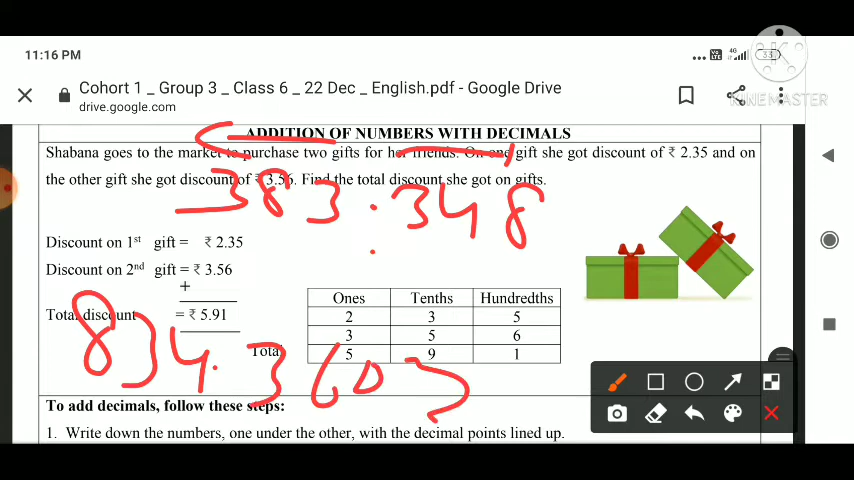 11:16 PM
4G
33
Cohort 1 _ Group 3 _ Class 6 _ 22 Dec _ English.pdf - Google Drive
drive.google.com
KINEMASTER
ADDITION OF NUMBERS WITH DECIMALS
Shabana goes to the market to purchase two gifts for her friends. On one gift she got discount of ₹ 2.35 and on
the other gift she got discount of ₹ 3.56. Find the total discount she got on gifts.
383.348
Discount on 1st gift = ₹ 2.35
Discount on 2nd gift = ₹ 3.56
+
Total discount = ₹ 5.91
Ones Tenths Hundredths
2 3 5
3 5 6
Total 5 9 1
834.3603
To add decimals, follow these steps:
1. Write down the numbers, one under the other, with the decimal points lined up.